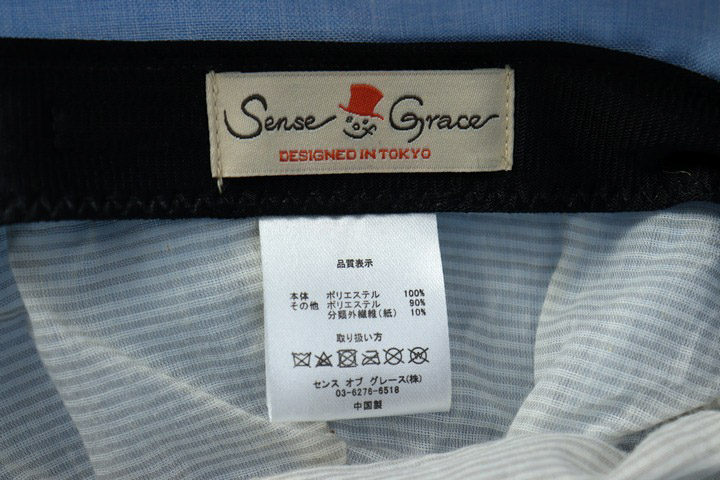 Sense Grace
DESIGNED IN TOKYO
品質表示
本体 ポリエステル 100%
その他 ポリエステル 90%
分類外繊維(紙) 10%
取り扱い方
センス オブ グレース(株)
03-6276-6518
中国製